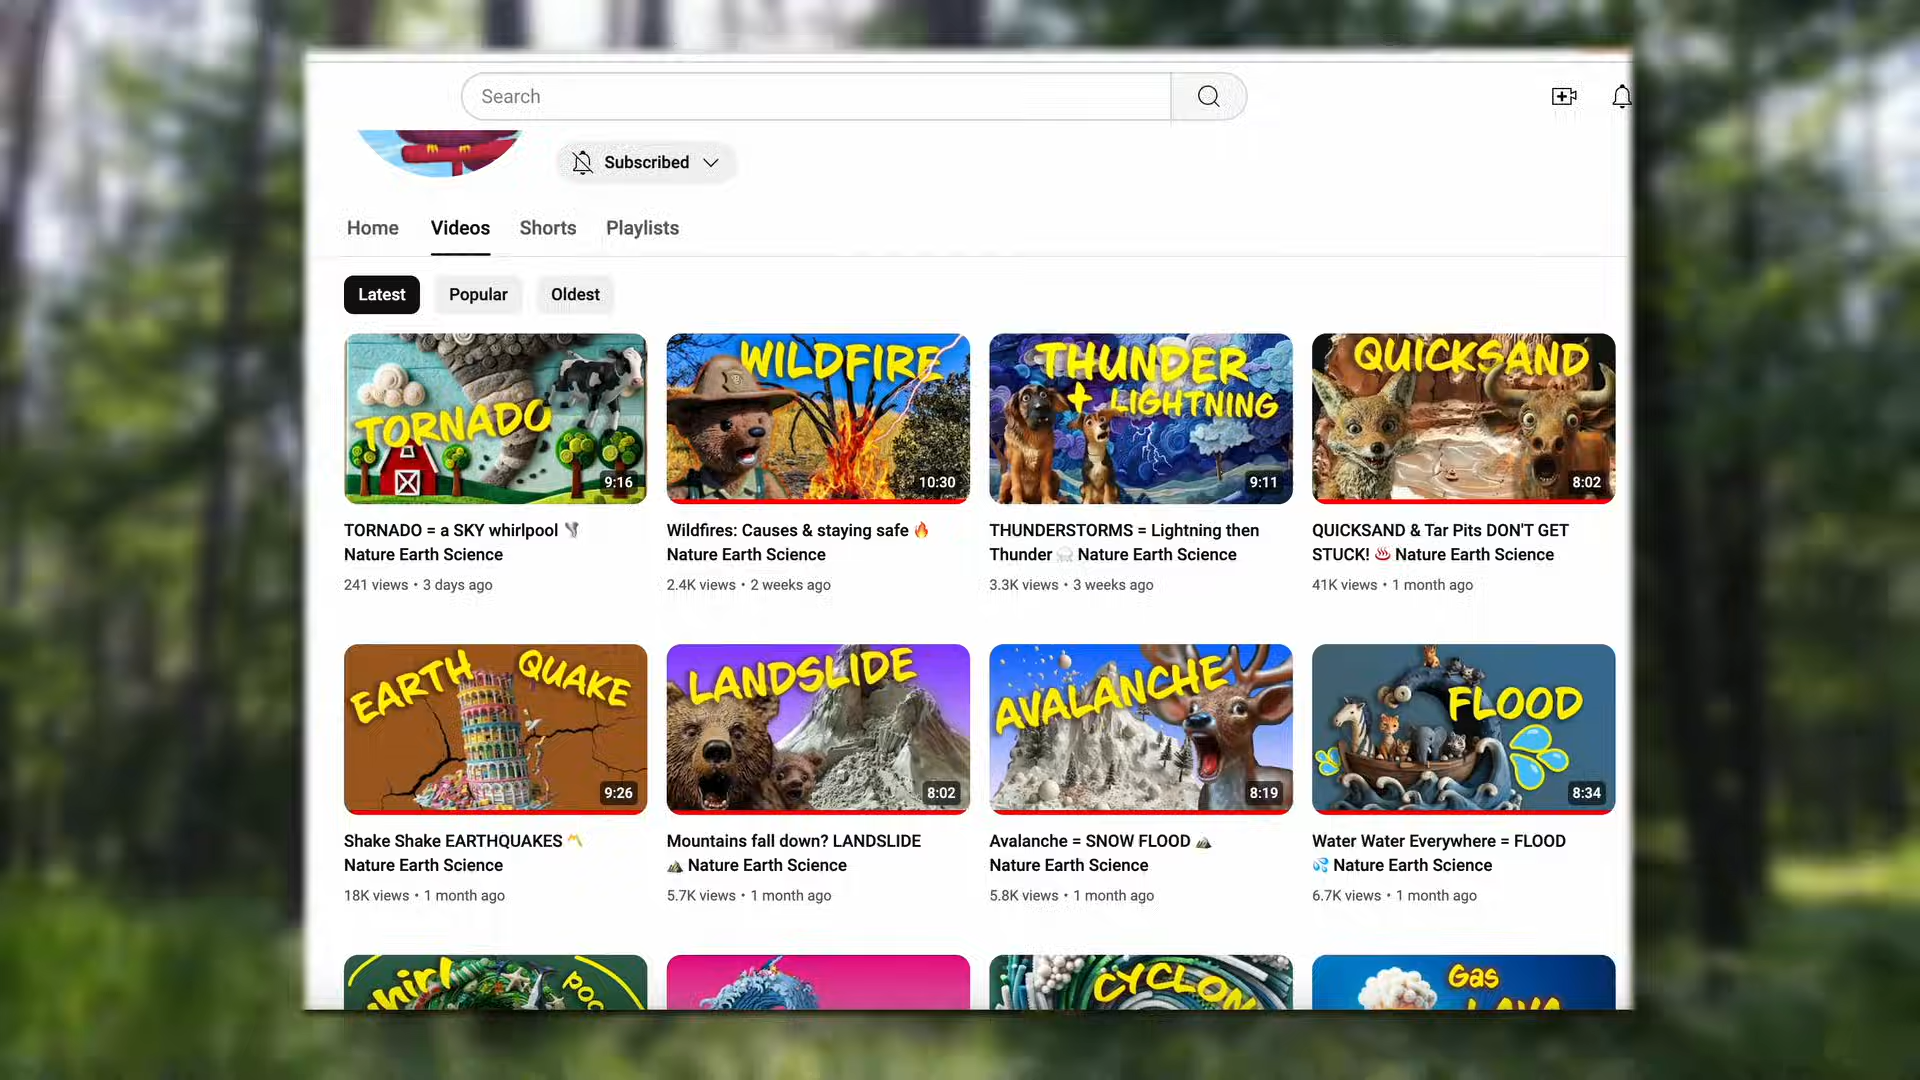 Search
Subscribed
Home
Videos
Shorts
Playlists
Latest
Popular
Oldest
TORNADO
9:16
WILDFIRE
10:30
THUNDER
+ LIGHTNING
9:11
QUICKSAND
8:02
TORNADO = a SKY whirlpool 🌪️
Nature Earth Science
241 views • 3 days ago
Wildfires: Causes & staying safe 🔥
Nature Earth Science
2.4K views • 2 weeks ago
THUNDERSTORMS = Lightning then
Thunder 🌩️ Nature Earth Science
3.3K views • 3 weeks ago
QUICKSAND & Tar Pits DON'T GET
STUCK! ♨️ Nature Earth Science
41K views • 1 month ago
EARTH QUAKE
9:26
LANDSLIDE
8:02
AVALANCHE
8:19
FLOOD
8:34
Shake Shake EARTHQUAKES 〽️
Nature Earth Science
18K views • 1 month ago
Mountains fall down? LANDSLIDE
⛰️ Nature Earth Science
5.7K views • 1 month ago
Avalanche = SNOW FLOOD ⛰️
Nature Earth Science
5.8K views • 1 month ago
Water Water Everywhere = FLOOD
💦 Nature Earth Science
6.7K views • 1 month ago
CYCLON
Gas
LAVA